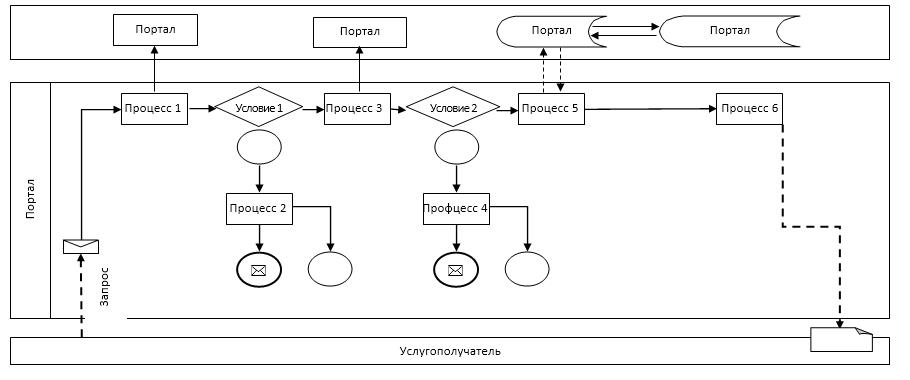 Портал
Портал
Портал
Портал
Процесс 1
Условие 1
Процесс 3
Условие 2
Процесс 5
Процесс 6
Портал
Процесс 2
Профцесс 4
Запрос
Услугополучатель